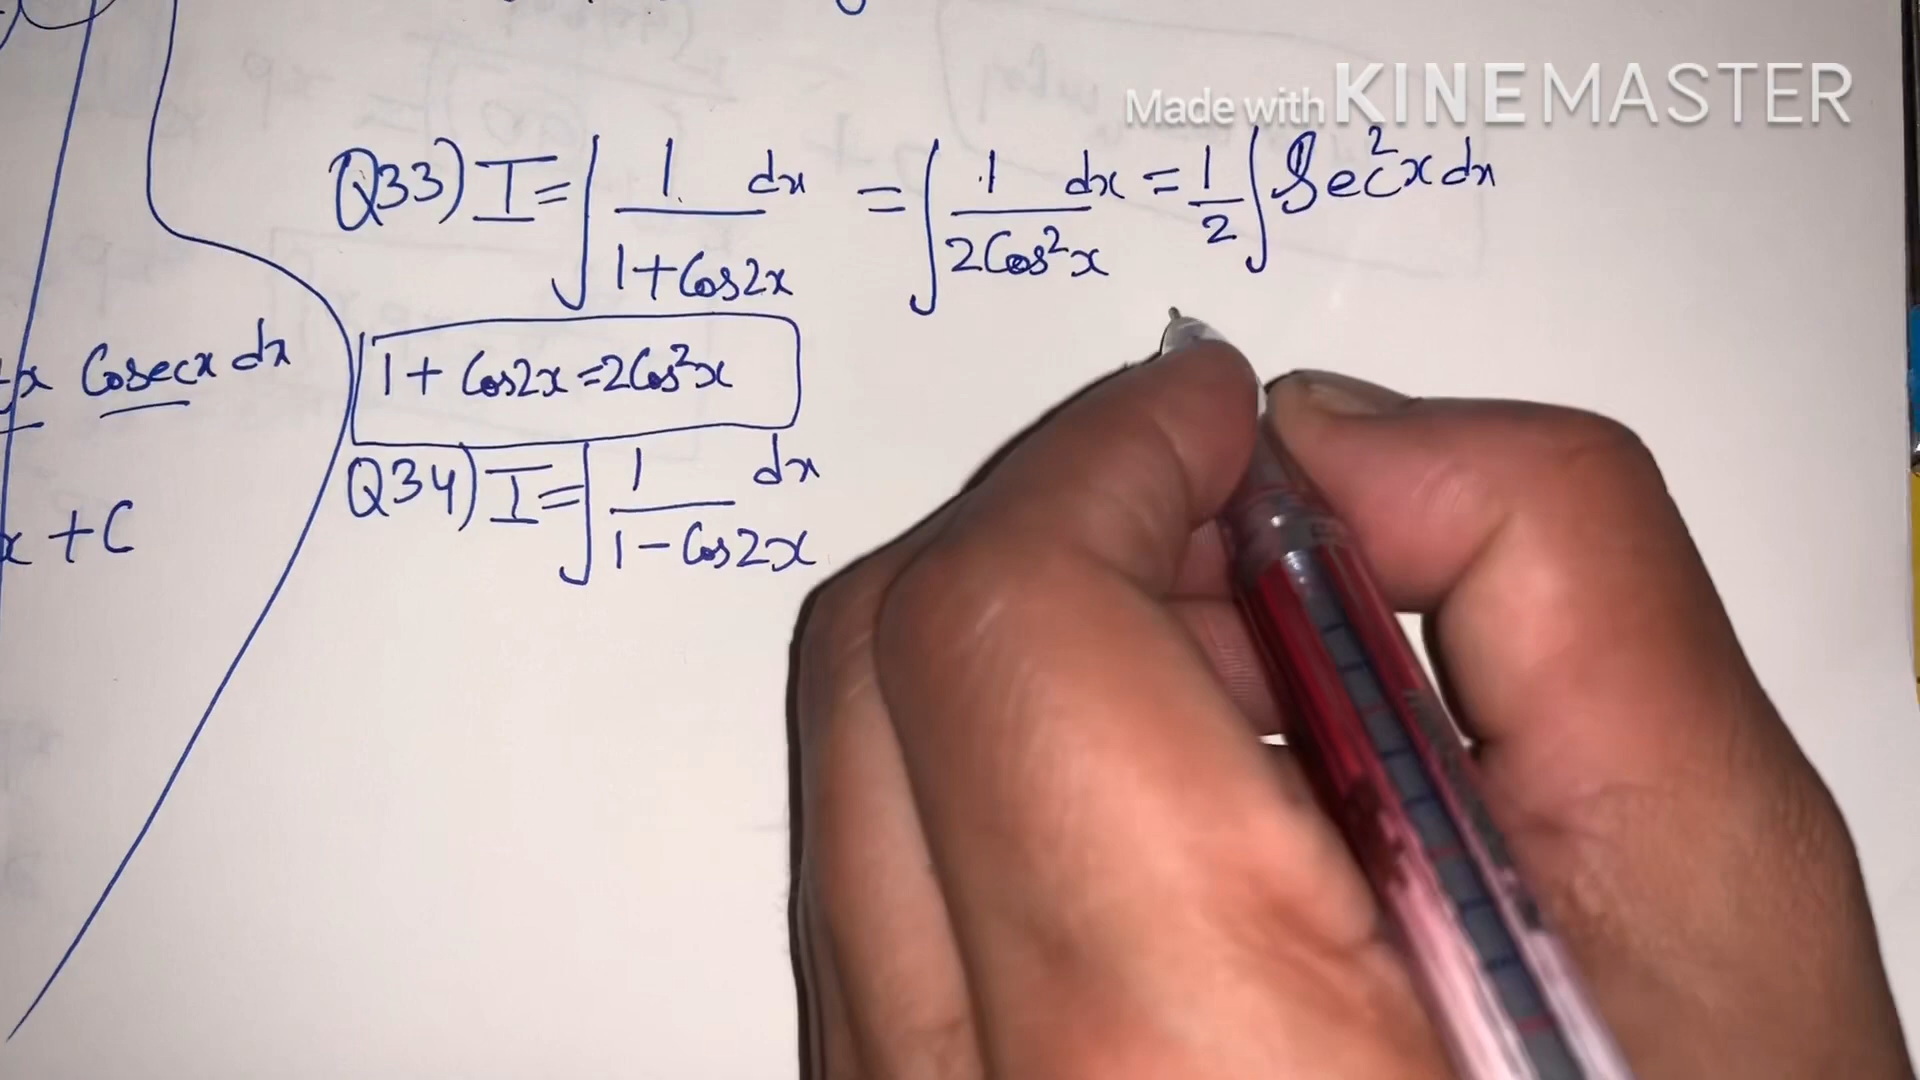 Made with KINEMASTER
Q33) I = ∫ 1/(1+Cos2x) dx = ∫ 1/(2Cos²x) dx = 1/2 ∫ Sec²x dx
1 + Cos2x = 2Cos²x
Q34) I = ∫ 1/(1-Cos2x) dx
x Cosecx dx
x + C